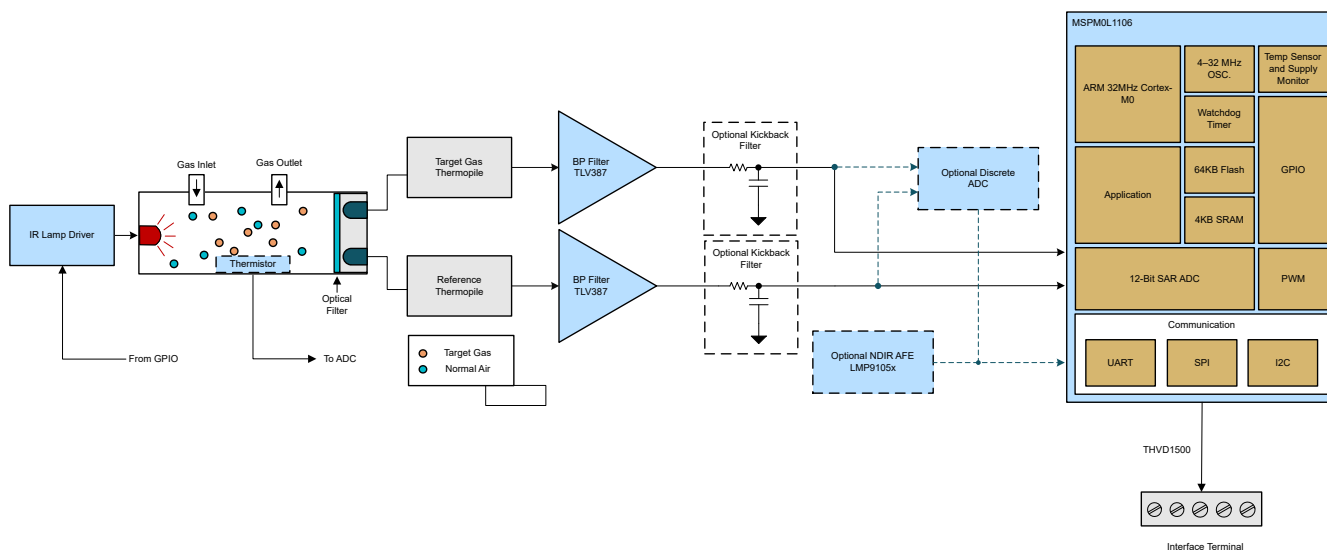 MSPM0L1106
ARM 32MHz Cortex-
M0
4–32 MHz
OSC.
Temp Sensor
and Supply
Monitor
Watchdog
Timer
Application
64KB Flash
GPIO
4KB SRAM
12-Bit SAR ADC
PWM
Communication
UART
SPI
I2C
IR Lamp Driver
Gas Inlet
Gas Outlet
Thermistor
Optical
Filter
From GPIO
To ADC
Target Gas
Thermopile
Reference
Thermopile
Target Gas
Normal Air
BP Filter
TLV387
BP Filter
TLV387
Optional Kickback
Filter
Optional Kickback
Filter
Optional Discrete
ADC
Optional NDIR AFE
LMP9105x
THVD1500
Interface Terminal